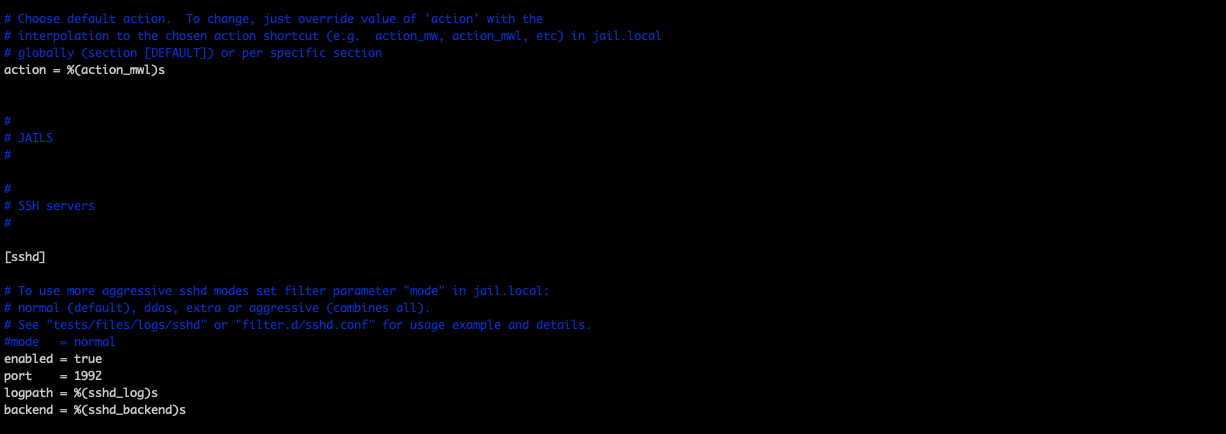 # Choose default action.  To change, just override value of 'action' with the
# interpolation to the chosen action shortcut (e.g.  action_mw, action_mwl, etc) in jail.local
# globally (section [DEFAULT]) or per specific section
action = %(action_mwl)s
#
# JAILS
#
#
# SSH servers
#
[sshd]
# To use more aggressive sshd modes set filter parameter "mode" in jail.local:
# normal (default), ddos, extra or aggressive (combines all).
# See "tests/files/logs/sshd" or "filter.d/sshd.conf" for usage example and details.
#mode   = normal
enabled = true
port    = 1992
logpath = %(sshd_log)s
backend = %(sshd_backend)s